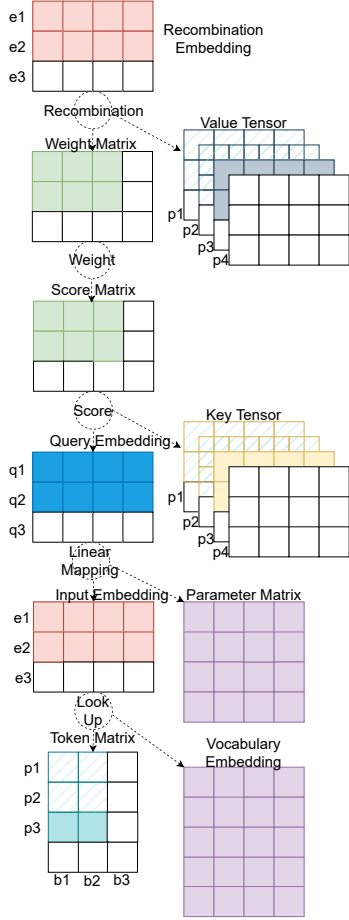 e1
e2
e3
Recombination
Embedding
Recombination
Weight Matrix
Value Tensor
p1
p2
p3
p4
Weight
Score Matrix
Score
Query Embedding
Key Tensor
q1
q2
q3
p1
p2
p3
p4
Linear
Mapping
Input Embedding
Parameter Matrix
e1
e2
e3
Look
Up
Token Matrix
Vocabulary
Embedding
p1
p2
p3
b1 b2 b3